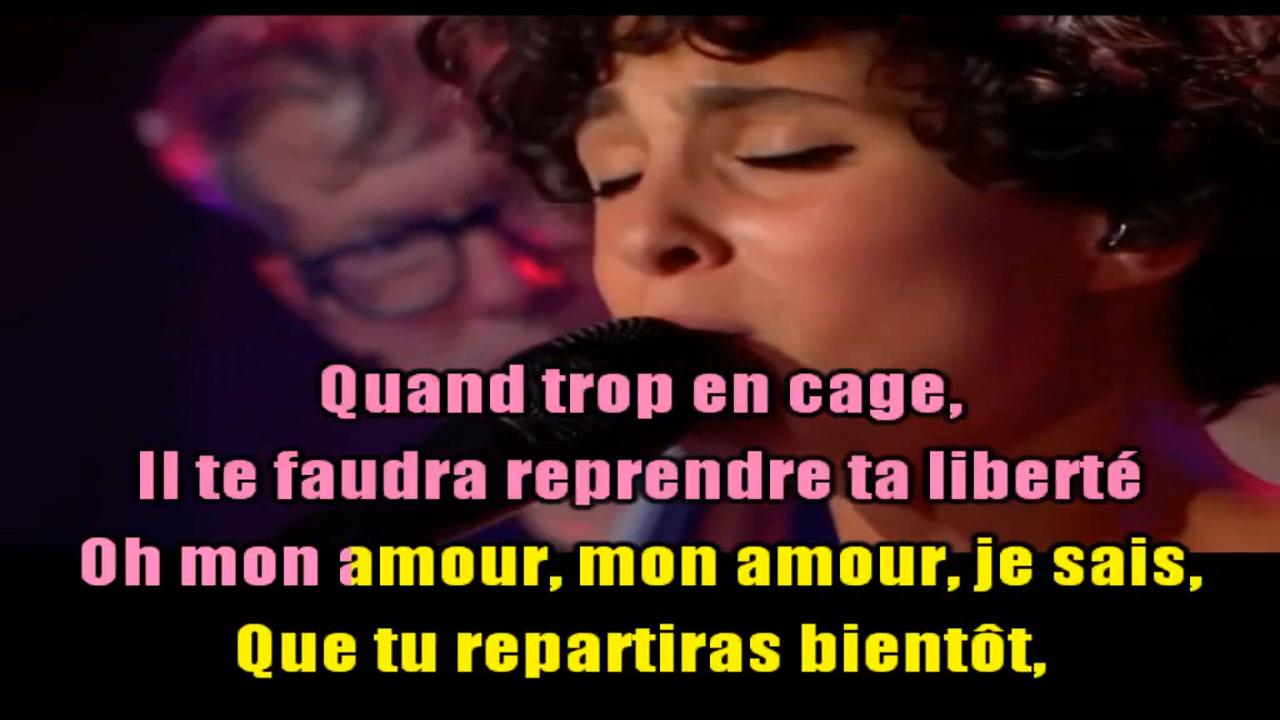 Quand trop en cage,
Il te faudra reprendre ta liberté
Oh mon amour, mon amour, je sais,
Que tu repartiras bientôt,